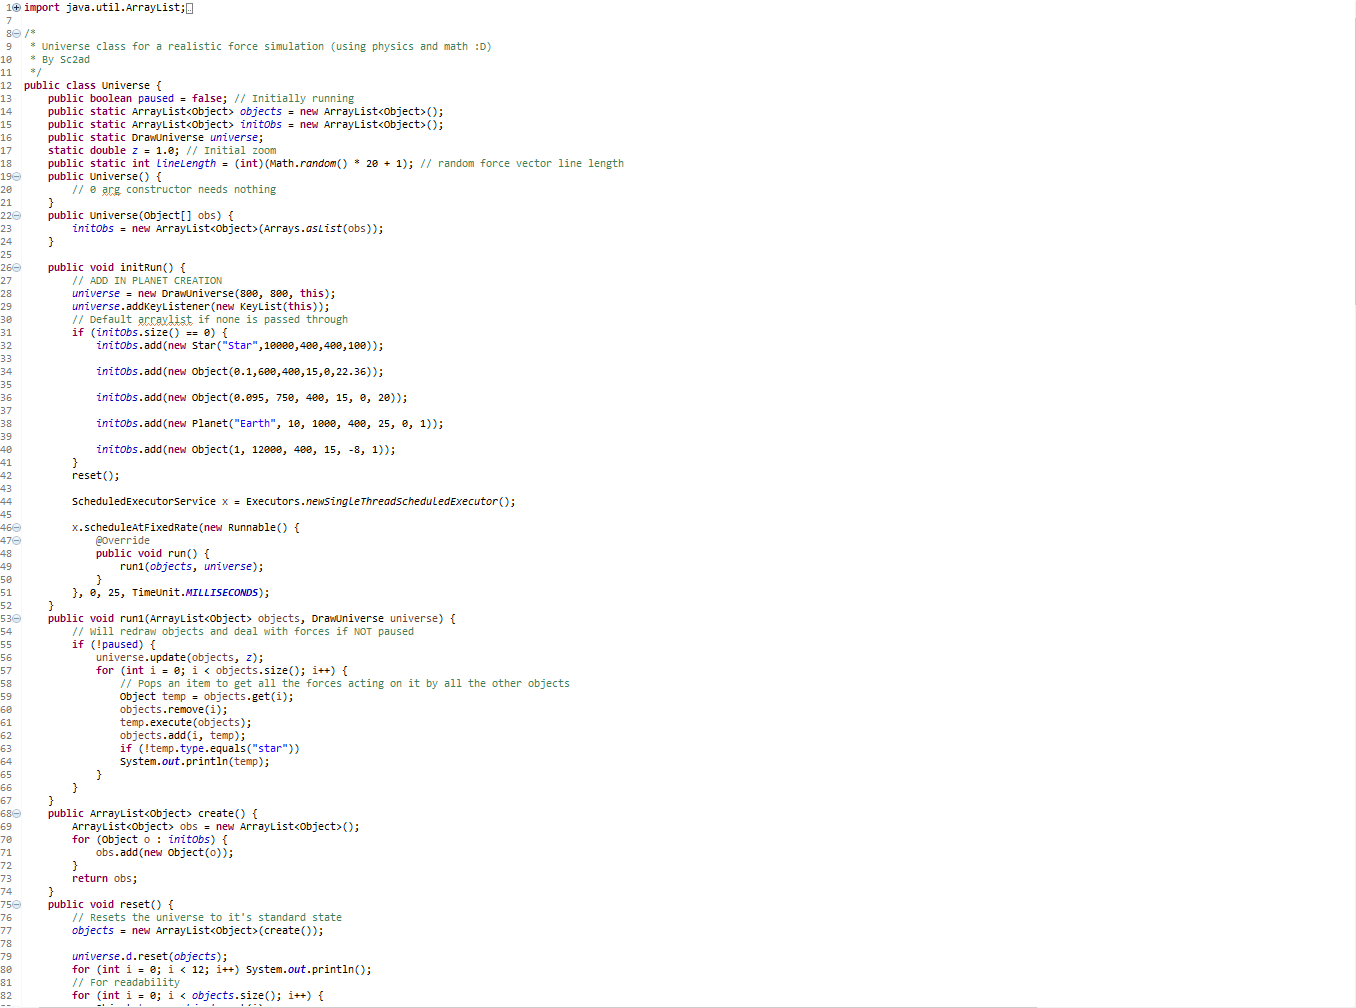 1 import java.util.ArrayList;
7
8 /*
9  * Universe class for a realistic force simulation (using physics and math :D)
10  * By Sc2ad
11  */
12 public class Universe {
13     public boolean paused = false; // Initially running
14     public static ArrayList<Object> objects = new ArrayList<Object>();
15     public static ArrayList<Object> initObs = new ArrayList<Object>();
16     public static DrawUniverse universe;
17     static double z = 1.0; // Initial zoom
18     public static int lineLength = (int)(Math.random() * 20 + 1); // random force vector line length
19     public Universe() {
20         // 0 arg constructor needs nothing
21     }
22     public Universe(Object[] obs) {
23         initObs = new ArrayList<Object>(Arrays.asList(obs));
24     }
25
26     public void initRun() {
27         // ADD IN PLANET CREATION
28         universe = new DrawUniverse(800, 800, this);
29         universe.addKeyListener(new KeyList(this));
30         // Default arraylist if none is passed through
31         if (initObs.size() == 0) {
32             initObs.add(new Star("Star",10000,400,400,100));
33
34             initObs.add(new Object(0.1,600,400,15,0,22.36));
35
36             initObs.add(new Object(0.095, 750, 400, 15, 0, 20));
37
38             initObs.add(new Planet("Earth", 10, 1000, 400, 25, 0, 1));
39
40             initObs.add(new Object(1, 12000, 400, 15, -8, 1));
41         }
42         reset();
43
44         ScheduledExecutorService x = Executors.newSingleThreadScheduledExecutor();
45
46         x.scheduleAtFixedRate(new Runnable() {
47             @Override
48             public void run() {
49                 run1(objects, universe);
50             }
51         }, 0, 25, TimeUnit.MILLISECONDS);
52     }
53     public void run1(ArrayList<Object> objects, DrawUniverse universe) {
54         // Will redraw objects and deal with forces if NOT paused
55         if (!paused) {
56             universe.update(objects, z);
57             for (int i = 0; i < objects.size(); i++) {
58                 // Pops an item to get all the forces acting on it by all the other objects
59                 Object temp = objects.get(i);
60                 objects.remove(i);
61                 temp.execute(objects);
62                 objects.add(i, temp);
63                 if (!temp.type.equals("star"))
64                 System.out.println(temp);
65             }
66         }
67     }
68     public ArrayList<Object> create() {
69         ArrayList<Object> obs = new ArrayList<Object>();
70         for (Object o : initObs) {
71             obs.add(new Object(o));
72         }
73         return obs;
74     }
75     public void reset() {
76         // Resets the universe to it's standard state
77         objects = new ArrayList<Object>(create());
78
79         universe.d.reset(objects);
80         for (int i = 0; i < 12; i++) System.out.println();
81         // For readability
82         for (int i = 0; i < objects.size(); i++) {